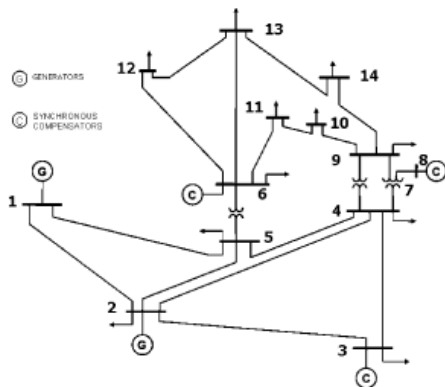 13
12
14
G GENERATORS
11
10
C SYNCHRONOUS
COMPENSATORS
9
8
C
G
C
6
7
1
4
5
2
G
3
C